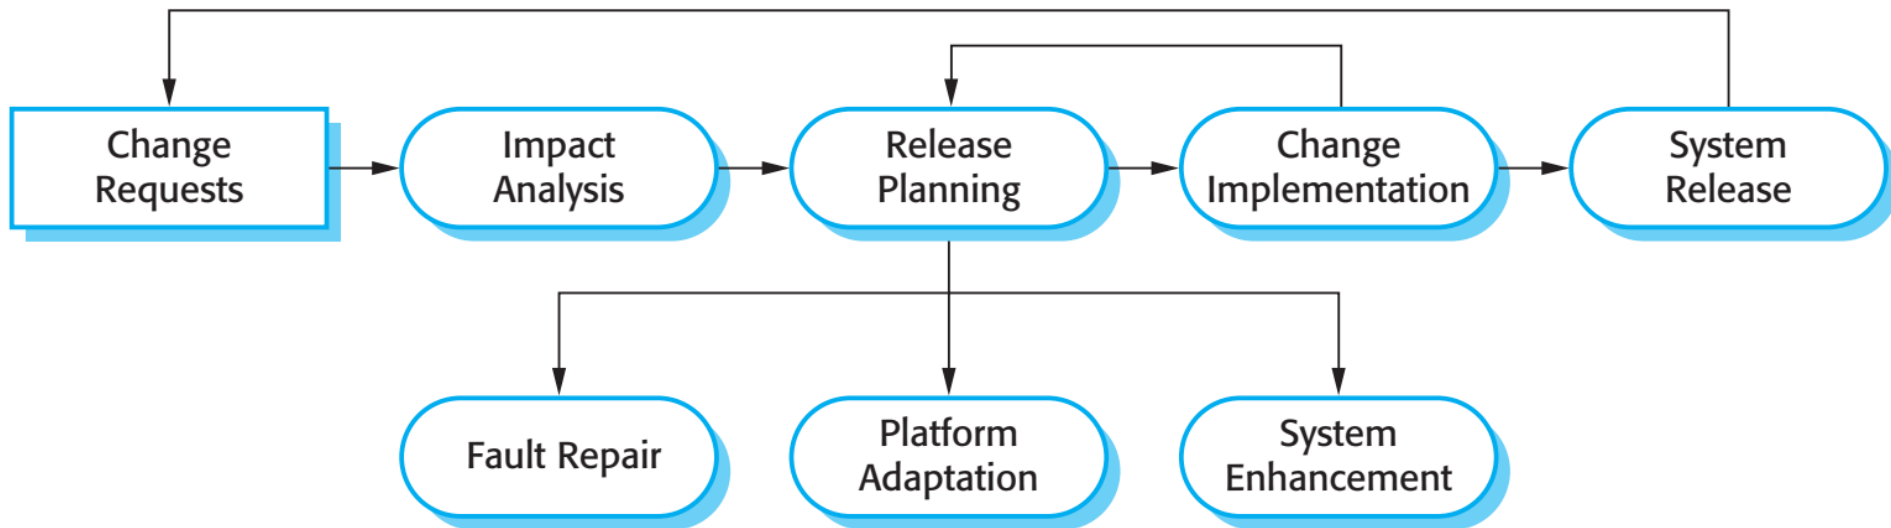 Change
Requests
Impact
Analysis
Release
Planning
Change
Implementation
System
Release
Fault Repair
Platform
Adaptation
System
Enhancement